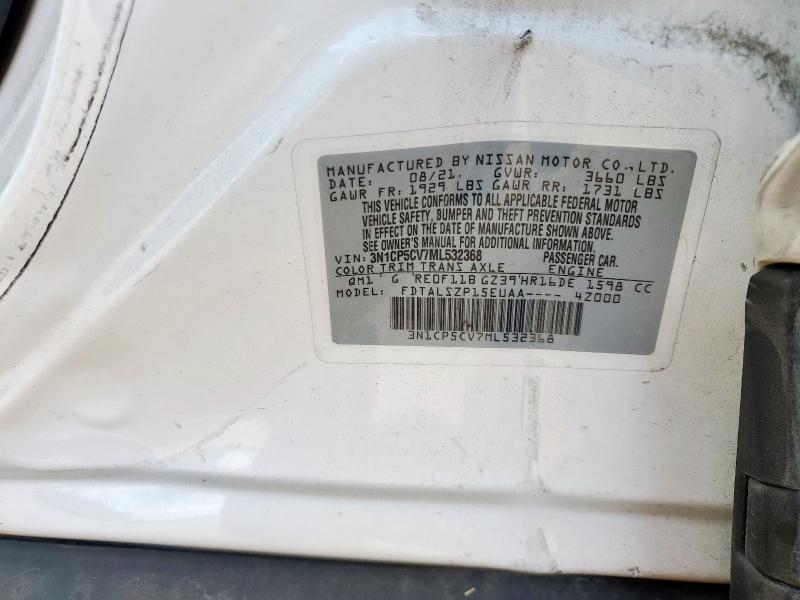 MANUFACTURED BY NISSAN MOTOR CO., LTD.
DATE: 08/21. GVWR: 3660 LBS
GAWR FR: 1929 LBS GAWR RR: 1731 LBS
THIS VEHICLE CONFORMS TO ALL APPLICABLE FEDERAL MOTOR
VEHICLE SAFETY, BUMPER AND THEFT PREVENTION STANDARDS
IN EFFECT ON THE DATE OF MANUFACTURE SHOWN ABOVE.
SEE OWNER'S MANUAL FOR ADDITIONAL INFORMATION.
VIN: 3N1CP5CV7ML532368 PASSENGER CAR.
COLOR TRIM TRANS AXLE ENGINE
QM1 G RE0F11B GZ39 HR16DE 1598 CC
MODEL: FDTALSZP15EUAA---- 4Z000
3N1CP5CV7ML532368